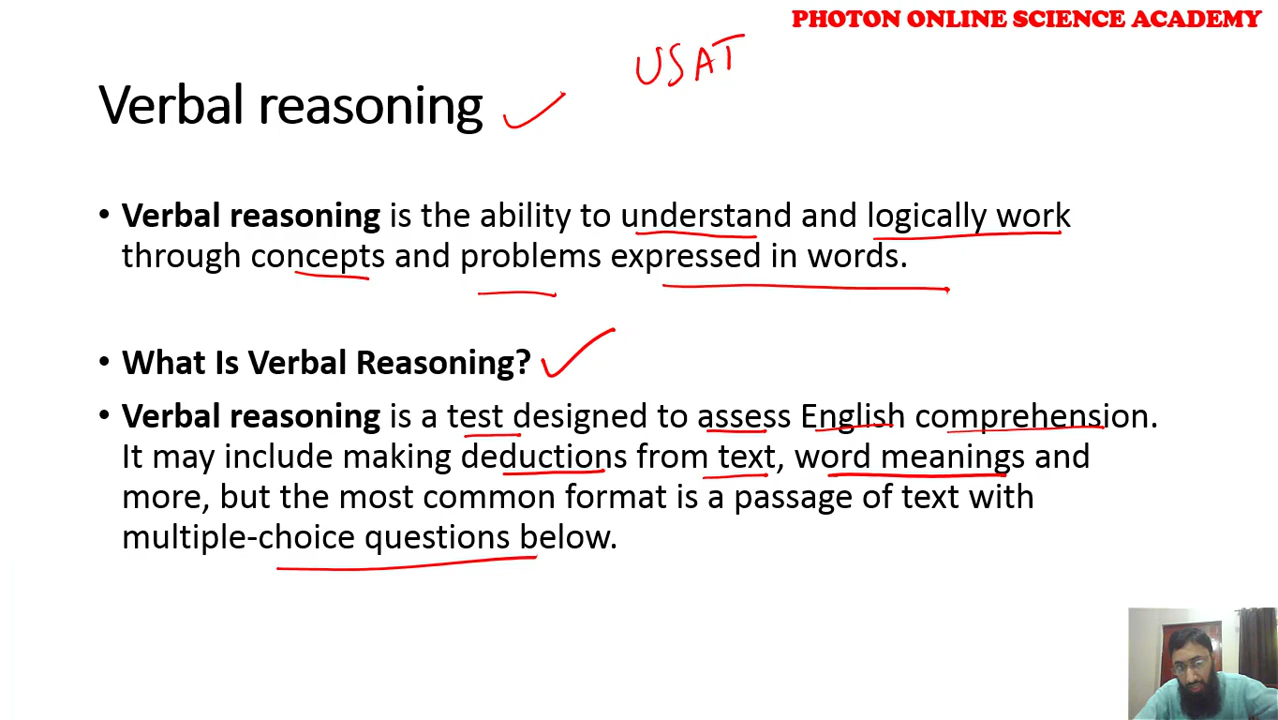 PHOTON ONLINE SCIENCE ACADEMY
USAT
Verbal reasoning
• Verbal reasoning is the ability to understand and logically work
through concepts and problems expressed in words.
• What Is Verbal Reasoning?
• Verbal reasoning is a test designed to assess English comprehension.
It may include making deductions from text, word meanings and
more, but the most common format is a passage of text with
multiple-choice questions below.